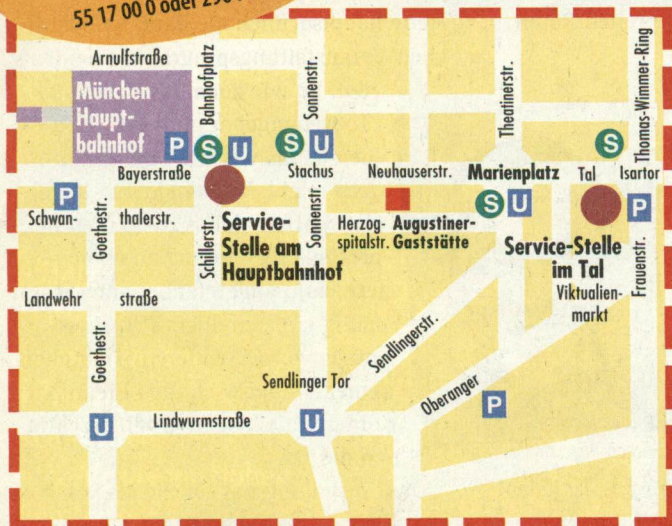 55 17 00 0 oder
Arnulfstraße
Bahnhofplatz
Sonnenstr.
Theatinerstr.
Thomas-Wimmer-Ring
München
Haupt-
bahnhof
P
S
U
S
U
S
Bayerstraße
Stachus
Neuhauserstr.
Marienplatz
Tal
Isartor
P
S
U
P
Schwan-
thalerstr.
Goethestr.
Schillerstr.
Service-
Stelle am
Hauptbahnhof
Sonnenstr.
Herzog-
spitalstr.
Augustiner-
Gaststätte
Service-Stelle
im Tal
Viktualien-
markt
Frauenstr.
Landwehr
straße
Goethestr.
Sendlingerstr.
Sendlinger Tor
Oberanger
P
U
Lindwurmstraße
U